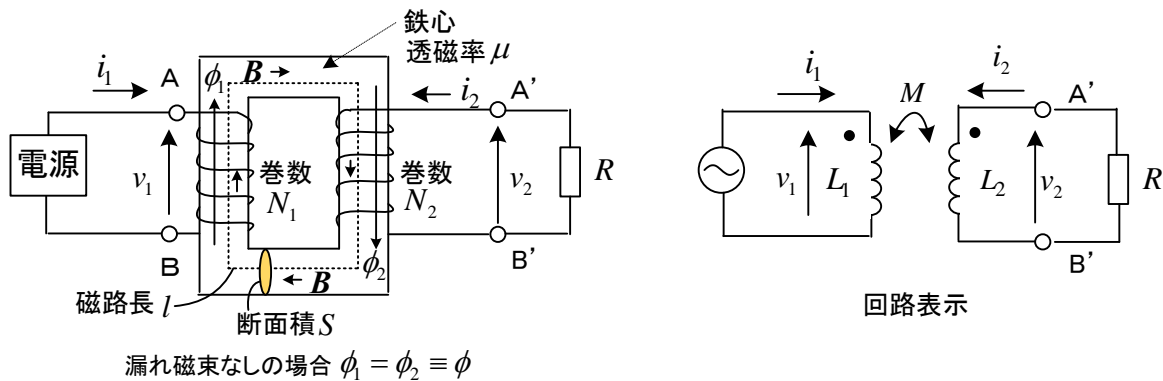 鉄心
透磁率 μ
i₁
A
ϕ₁
B
i₂
A'
電源
v₁
巻数
N₁
巻数
N₂
v₂
R
B
ϕ₂
B'
B
磁路長 l
断面積 S
漏れ磁束なしの場合 ϕ₁ = ϕ₂ ≡ ϕ
i₁
M
i₂
A'
v₁
L₁
L₂
v₂
R
B'
回路表示